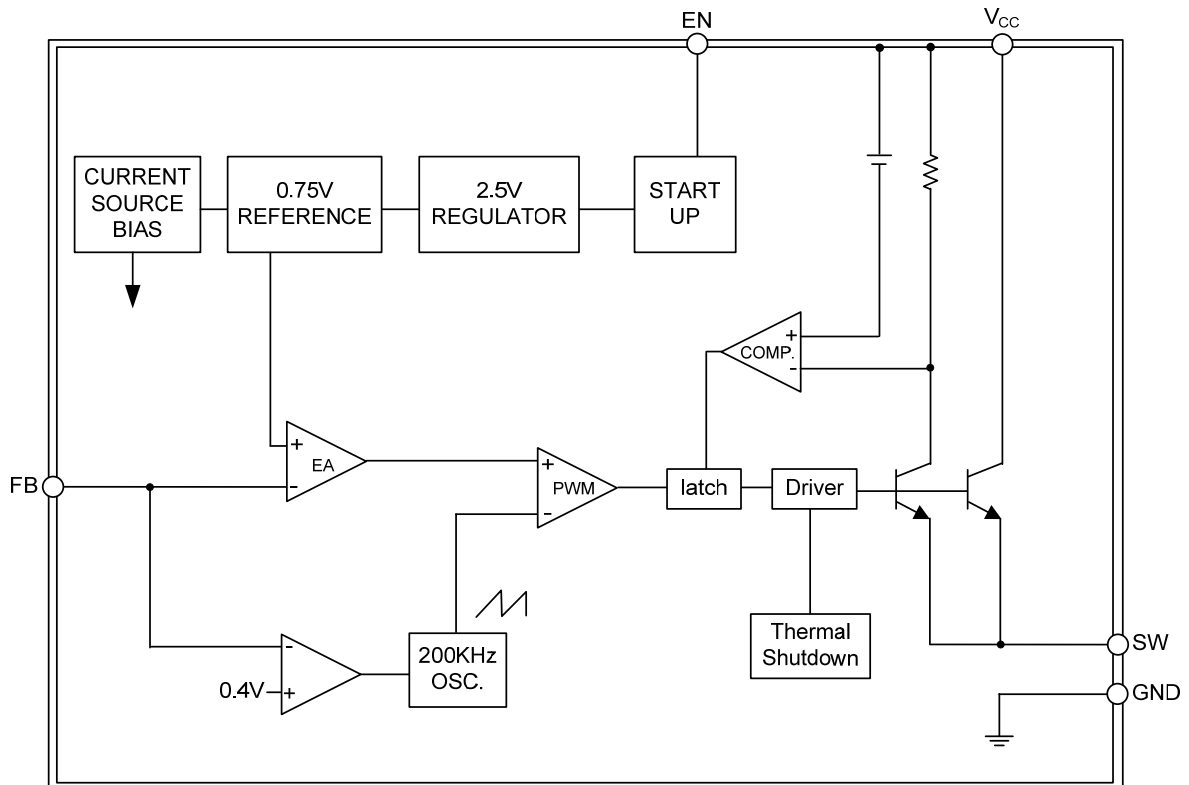 EN
VCC
CURRENT
SOURCE
BIAS
0.75V
REFERENCE
2.5V
REGULATOR
START
UP
+
COMP.
-
+
EA
-
FB
+
PWM
-
latch
Driver
-
0.4V
+
200KHz
OSC.
Thermal
Shutdown
SW
GND